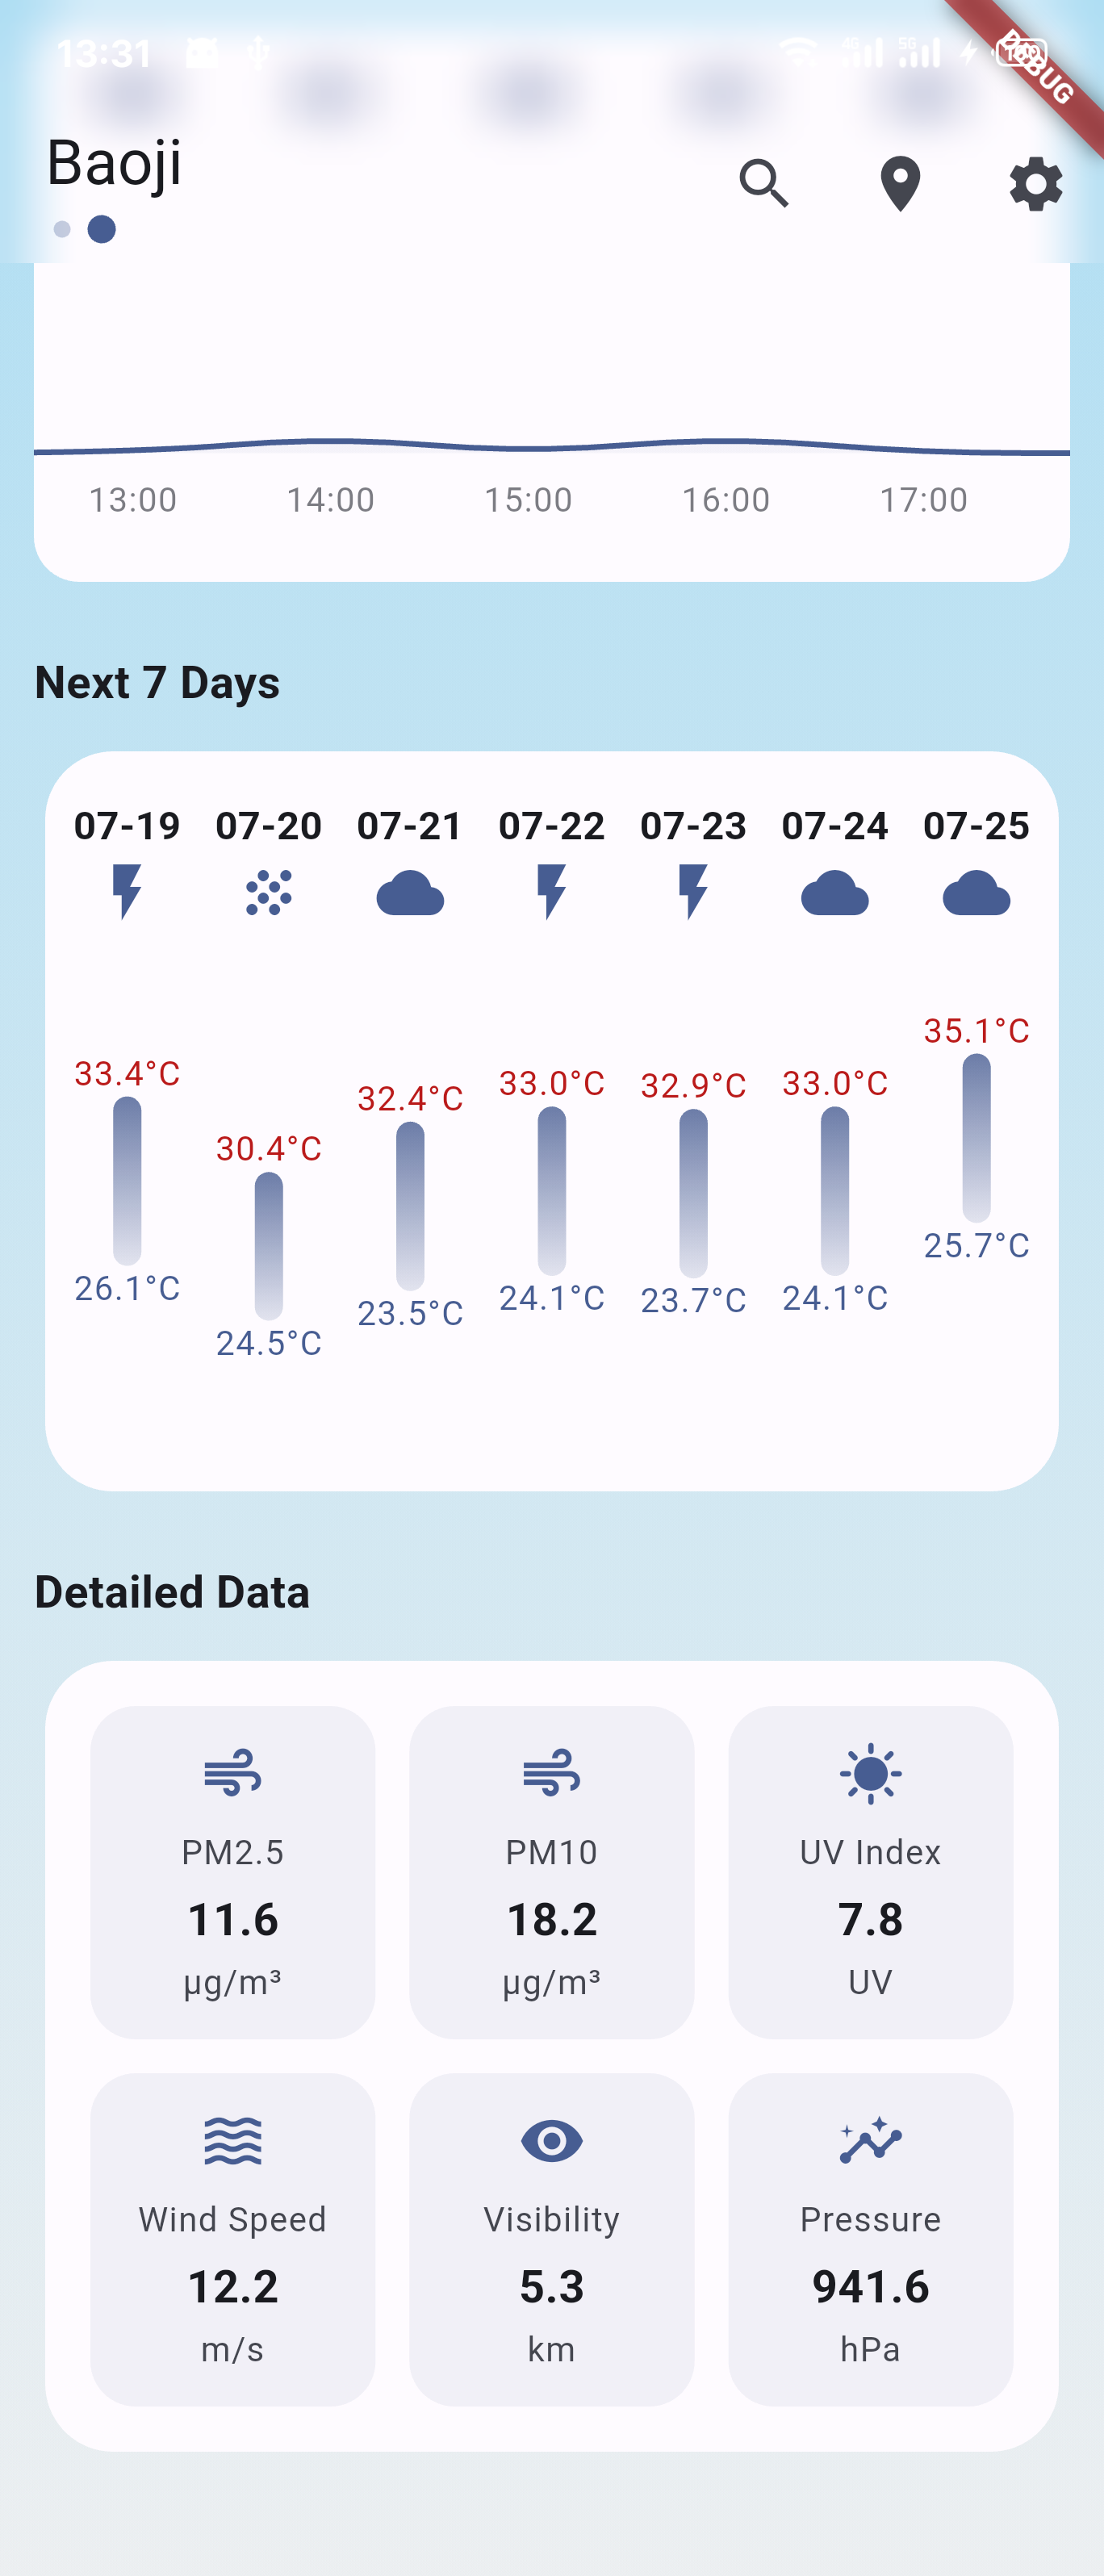 13:31
4G 5G
DEBUG
Baoji
13:00 14:00 15:00 16:00 17:00
Next 7 Days
07-19 07-20 07-21 07-22 07-23 07-24 07-25
33.4°C 30.4°C 32.4°C 33.0°C 32.9°C 33.0°C 35.1°C
26.1°C 24.5°C 23.5°C 24.1°C 23.7°C 24.1°C 25.7°C
Detailed Data
PM2.5 PM10 UV Index
11.6 18.2 7.8
µg/m³ µg/m³ UV
Wind Speed Visibility Pressure
12.2 5.3 941.6
m/s km hPa